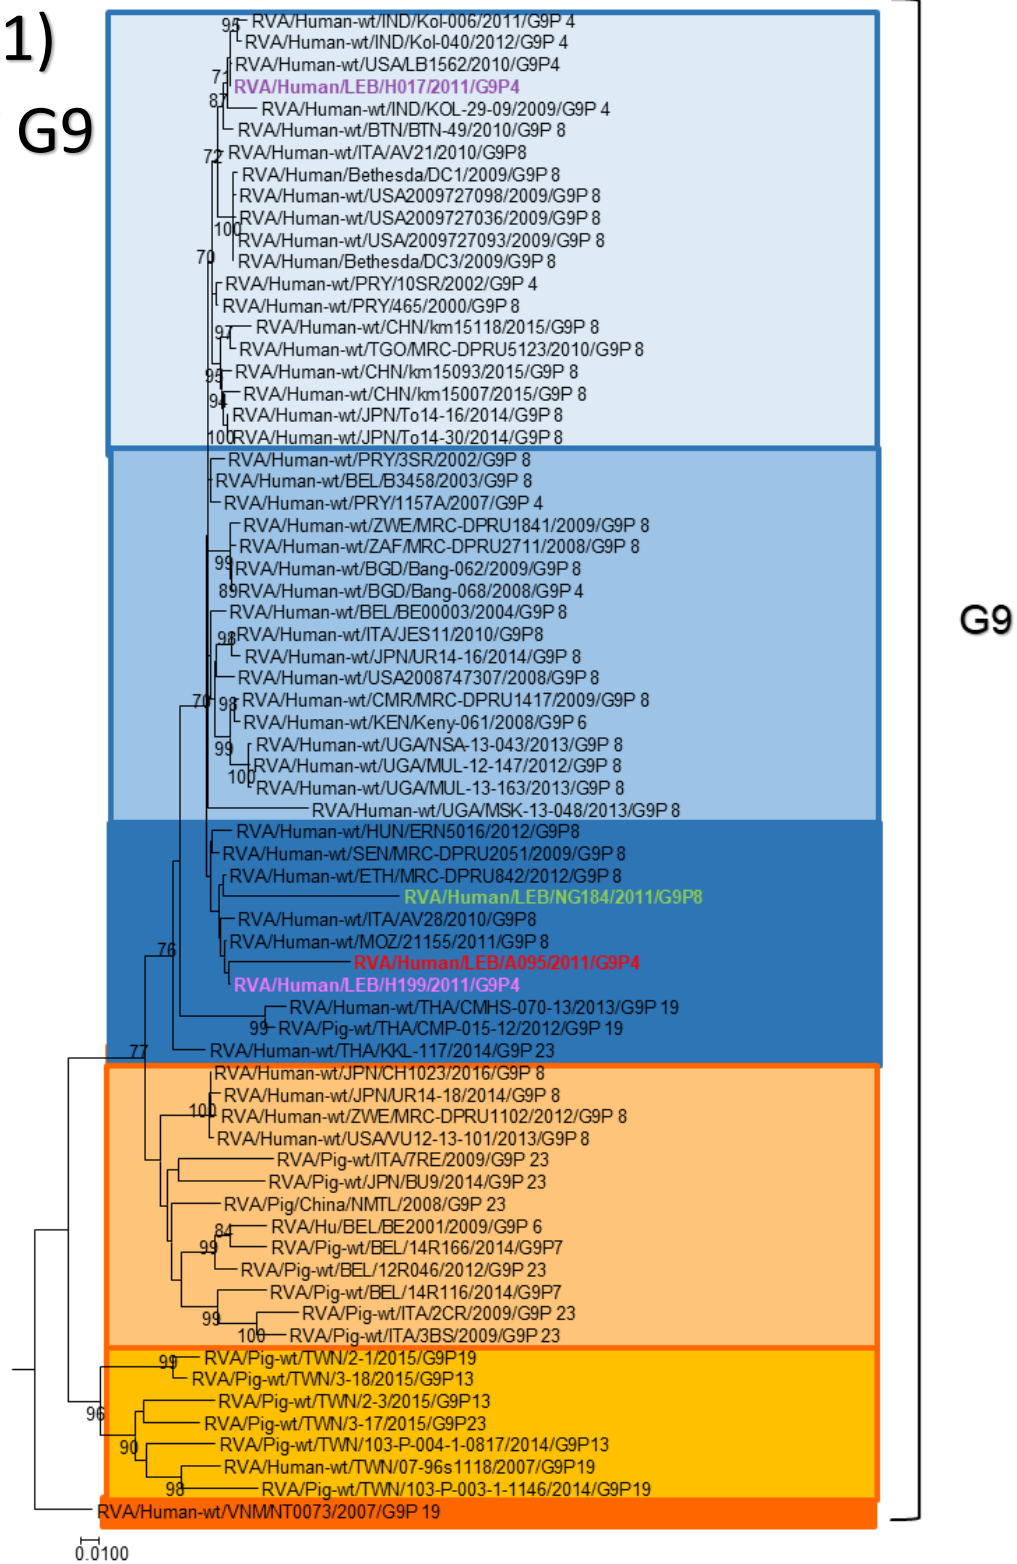 1)
G9
95
RVA/Human-wt/IND/Kol-006/2011/G9P 4
RVA/Human-wt/IND/Kol-040/2012/G9P 4
RVA/Human-wt/USA/LB1562/2010/G9P4
71
RVA/Human/LEB/H017/2011/G9P4
87
RVA/Human-wt/IND/KOL-29-09/2009/G9P 4
RVA/Human-wt/BTN/BTN-49/2010/G9P 8
72
RVA/Human-wt/ITA/AV21/2010/G9P8
RVA/Human/Bethesda/DC1/2009/G9P 8
RVA/Human-wt/USA2009727098/2009/G9P 8
RVA/Human-wt/USA2009727036/2009/G9P 8
100
RVA/Human-wt/USA/2009727093/2009/G9P 8
70
RVA/Human/Bethesda/DC3/2009/G9P 8
RVA/Human-wt/PRY/10SR/2002/G9P 4
RVA/Human-wt/PRY/465/2000/G9P 8
97
RVA/Human-wt/CHN/km15118/2015/G9P 8
RVA/Human-wt/TGO/MRC-DPRU5123/2010/G9P 8
95
RVA/Human-wt/CHN/km15093/2015/G9P 8
94
RVA/Human-wt/CHN/km15007/2015/G9P 8
RVA/Human-wt/JPN/To14-16/2014/G9P 8
100
RVA/Human-wt/JPN/To14-30/2014/G9P 8
RVA/Human-wt/PRY/3SR/2002/G9P 8
RVA/Human-wt/BEL/B3458/2003/G9P 8
RVA/Human-wt/PRY/1157A/2007/G9P 4
RVA/Human-wt/ZWE/MRC-DPRU1841/2009/G9P 8
RVA/Human-wt/ZAF/MRC-DPRU2711/2008/G9P 8
99
RVA/Human-wt/BGD/Bang-062/2009/G9P 8
89
RVA/Human-wt/BGD/Bang-068/2008/G9P 4
RVA/Human-wt/BEL/BE00003/2004/G9P 8
G9
98
RVA/Human-wt/ITA/JES11/2010/G9P8
RVA/Human-wt/JPN/UR14-16/2014/G9P 8
RVA/Human-wt/USA2008747307/2008/G9P 8
70
98
RVA/Human-wt/CMR/MRC-DPRU1417/2009/G9P 8
RVA/Human-wt/KEN/Keny-061/2008/G9P 6
99
RVA/Human-wt/UGA/NSA-13-043/2013/G9P 8
RVA/Human-wt/UGA/MUL-12-147/2012/G9P 8
100
RVA/Human-wt/UGA/MUL-13-163/2013/G9P 8
RVA/Human-wt/UGA/MSK-13-048/2013/G9P 8
RVA/Human-wt/HUN/ERN5016/2012/G9P8
RVA/Human-wt/SEN/MRC-DPRU2051/2009/G9P 8
RVA/Human-wt/ETH/MRC-DPRU842/2012/G9P 8
RVA/Human/LEB/NG184/2011/G9P8
RVA/Human-wt/ITA/AV28/2010/G9P8
RVA/Human-wt/MOZ/21155/2011/G9P 8
76
RVA/Human/LEB/A095/2011/G9P4
RVA/Human/LEB/H199/2011/G9P4
RVA/Human-wt/THA/CMHS-070-13/2013/G9P 19
99
RVA/Pig-wt/THA/CMP-015-12/2012/G9P 19
77
RVA/Human-wt/THA/KKL-117/2014/G9P 23
RVA/Human-wt/JPN/CH1023/2016/G9P 8
RVA/Human-wt/JPN/UR14-18/2014/G9P 8
100
RVA/Human-wt/ZWE/MRC-DPRU1102/2012/G9P 8
RVA/Human-wt/USA/VU12-13-101/2013/G9P 8
RVA/Pig-wt/ITA/7RE/2009/G9P 23
RVA/Pig-wt/JPN/BU9/2014/G9P 23
RVA/Pig/China/NMTL/2008/G9P 23
84
RVA/Hu/BEL/BE2001/2009/G9P 6
99
RVA/Pig-wt/BEL/14R166/2014/G9P7
RVA/Pig-wt/BEL/12R046/2012/G9P 23
RVA/Pig-wt/BEL/14R116/2014/G9P7
99
RVA/Pig-wt/ITA/2CR/2009/G9P 23
100
RVA/Pig-wt/ITA/3BS/2009/G9P 23
99
RVA/Pig-wt/TWN/2-1/2015/G9P19
RVA/Pig-wt/TWN/3-18/2015/G9P13
96
RVA/Pig-wt/TWN/2-3/2015/G9P13
RVA/Pig-wt/TWN/3-17/2015/G9P23
90
RVA/Pig-wt/TWN/103-P-004-1-0817/2014/G9P13
RVA/Human-wt/TWN/07-96s1118/2007/G9P19
98
RVA/Pig-wt/TWN/103-P-003-1-1146/2014/G9P19
RVA/Human-wt/VNM/NT0073/2007/G9P 19
0.0100